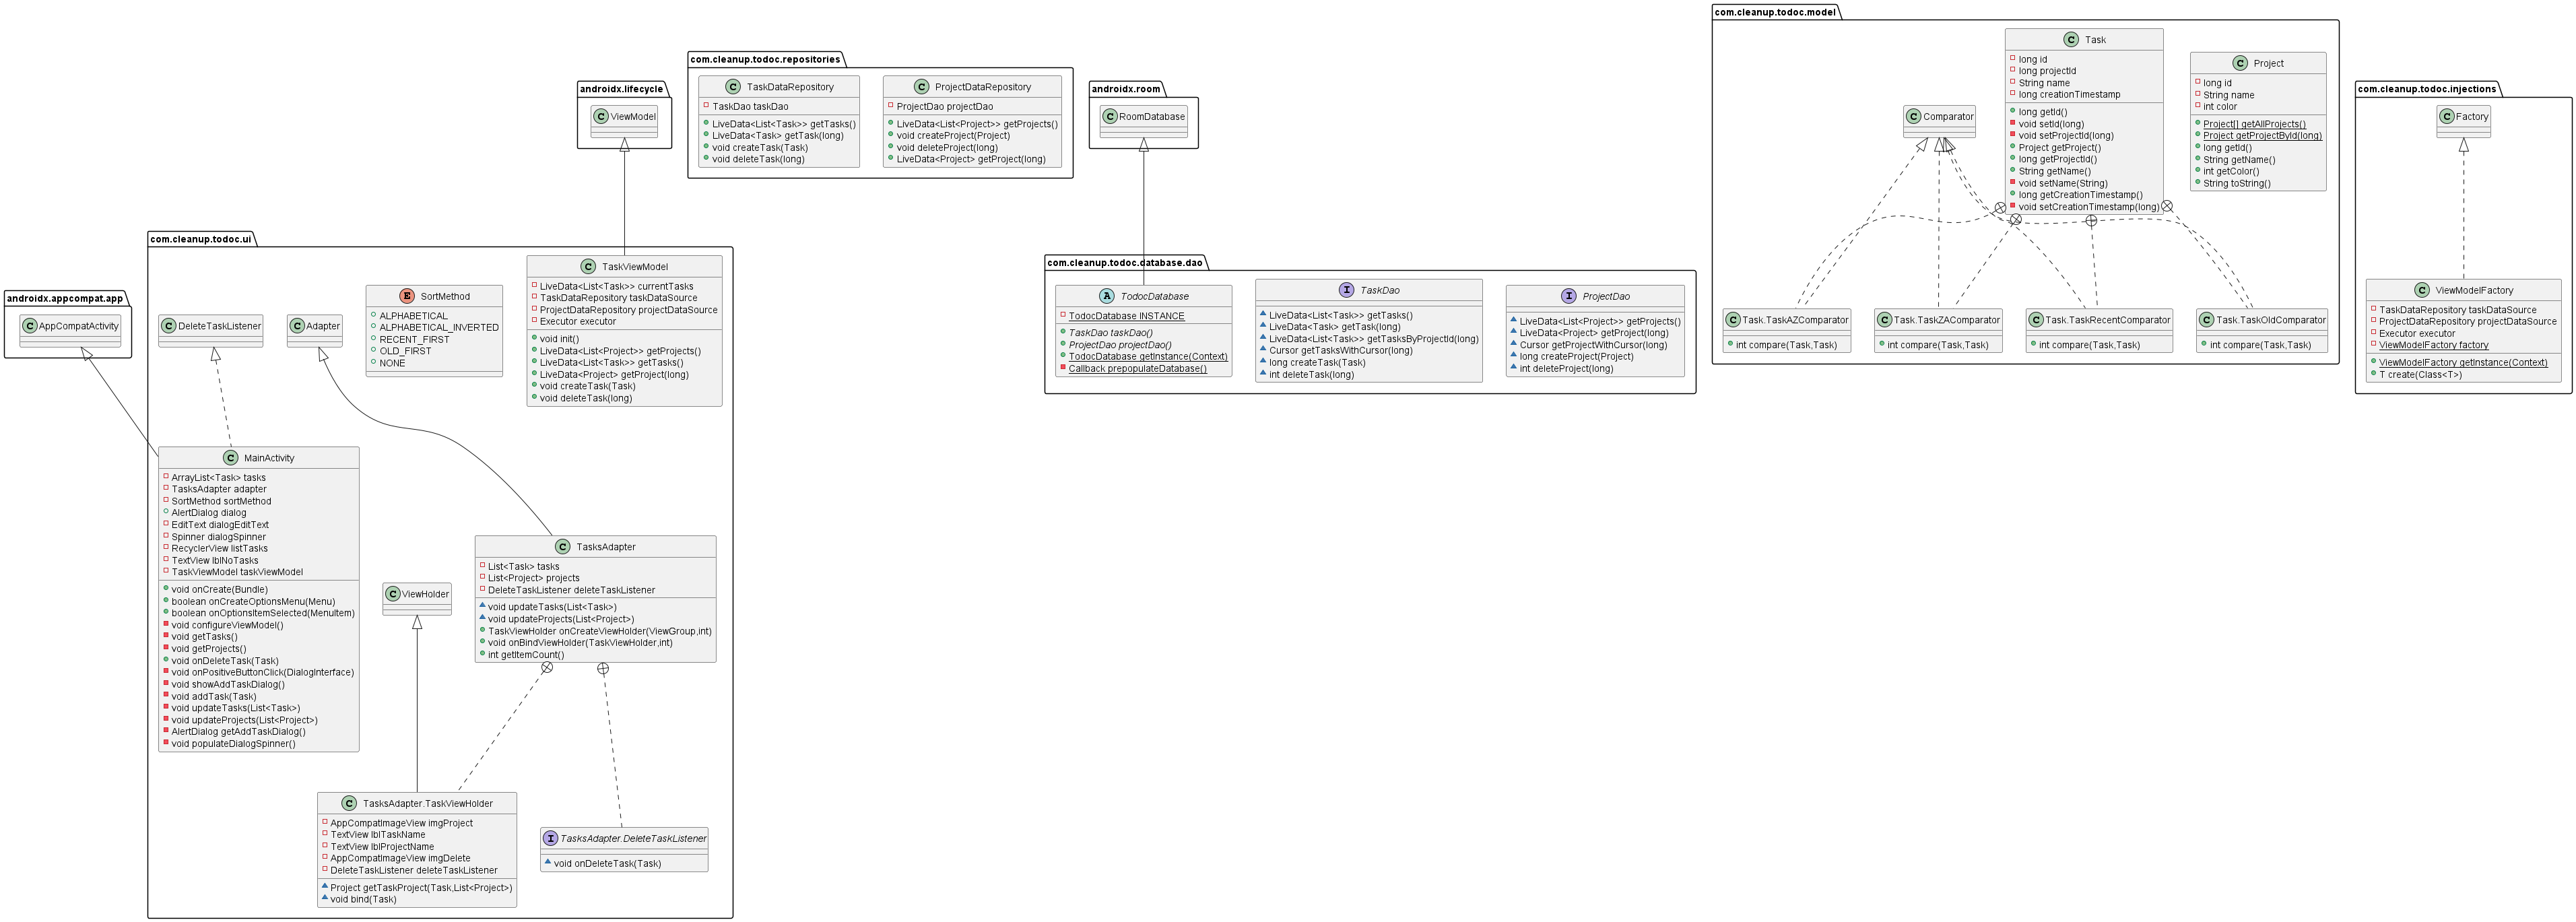 androidx.appcompat.app
C AppCompatActivity
com.cleanup.todoc.ui
C DeleteTaskListener
C Adapter
E SortMethod
ALPHABETICAL
ALPHABETICAL_INVERTED
RECENT_FIRST
OLD_FIRST
NONE
C TaskViewModel
LiveData<List<Task>> currentTasks
TaskDataRepository taskDataSource
ProjectDataRepository projectDataSource
Executor executor
void init()
LiveData<List<Project>> getProjects()
LiveData<List<Task>> getTasks()
LiveData<Project> getProject(long)
void createTask(Task)
void deleteTask(long)
C MainActivity
ArrayList<Task> tasks
TasksAdapter adapter
SortMethod sortMethod
AlertDialog dialog
EditText dialogEditText
Spinner dialogSpinner
RecyclerView listTasks
TextView lblNoTasks
TaskViewModel taskViewModel
void onCreate(Bundle)
boolean onCreateOptionsMenu(Menu)
boolean onOptionsItemSelected(MenuItem)
void configureViewModel()
void getTasks()
void getProjects()
void onDeleteTask(Task)
void onPositiveButtonClick(DialogInterface)
void showAddTaskDialog()
void addTask(Task)
void updateTasks(List<Task>)
void updateProjects(List<Project>)
AlertDialog getAddTaskDialog()
void populateDialogSpinner()
C ViewHolder
C TasksAdapter
List<Task> tasks
List<Project> projects
DeleteTaskListener deleteTaskListener
void updateTasks(List<Task>)
void updateProjects(List<Project>)
TaskViewHolder onCreateViewHolder(ViewGroup,int)
void onBindViewHolder(TaskViewHolder,int)
int getItemCount()
C TasksAdapter.TaskViewHolder
AppCompatImageView imgProject
TextView lblTaskName
TextView lblProjectName
AppCompatImageView imgDelete
DeleteTaskListener deleteTaskListener
Project getTaskProject(Task,List<Project>)
void bind(Task)
I TasksAdapter.DeleteTaskListener
void onDeleteTask(Task)
androidx.lifecycle
C ViewModel
com.cleanup.todoc.repositories
C TaskDataRepository
TaskDao taskDao
LiveData<List<Task>> getTasks()
LiveData<Task> getTask(long)
void createTask(Task)
void deleteTask(long)
C ProjectDataRepository
ProjectDao projectDao
LiveData<List<Project>> getProjects()
void createProject(Project)
void deleteProject(long)
LiveData<Project> getProject(long)
androidx.room
C RoomDatabase
com.cleanup.todoc.database.dao
A TodocDatabase
TodocDatabase INSTANCE
TaskDao taskDao()
ProjectDao projectDao()
TodocDatabase getInstance(Context)
Callback prepopulateDatabase()
I TaskDao
LiveData<List<Task>> getTasks()
LiveData<Task> getTask(long)
LiveData<List<Task>> getTasksByProjectId(long)
Cursor getTasksWithCursor(long)
long createTask(Task)
int deleteTask(long)
I ProjectDao
LiveData<List<Project>> getProjects()
LiveData<Project> getProject(long)
Cursor getProjectWithCursor(long)
long createProject(Project)
int deleteProject(long)
com.cleanup.todoc.model
C Comparator
C Task
long id
long projectId
String name
long creationTimestamp
long getId()
void setId(long)
void setProjectId(long)
Project getProject()
long getProjectId()
String getName()
void setName(String)
long getCreationTimestamp()
void setCreationTimestamp(long)
C Project
long id
String name
int color
Project[] getAllProjects()
Project getProjectById(long)
long getId()
String getName()
int getColor()
String toString()
C Task.TaskAZComparator
int compare(Task,Task)
C Task.TaskZAComparator
int compare(Task,Task)
C Task.TaskRecentComparator
int compare(Task,Task)
C Task.TaskOldComparator
int compare(Task,Task)
com.cleanup.todoc.injections
C Factory
C ViewModelFactory
TaskDataRepository taskDataSource
ProjectDataRepository projectDataSource
Executor executor
ViewModelFactory factory
ViewModelFactory getInstance(Context)
T create(Class<T>)